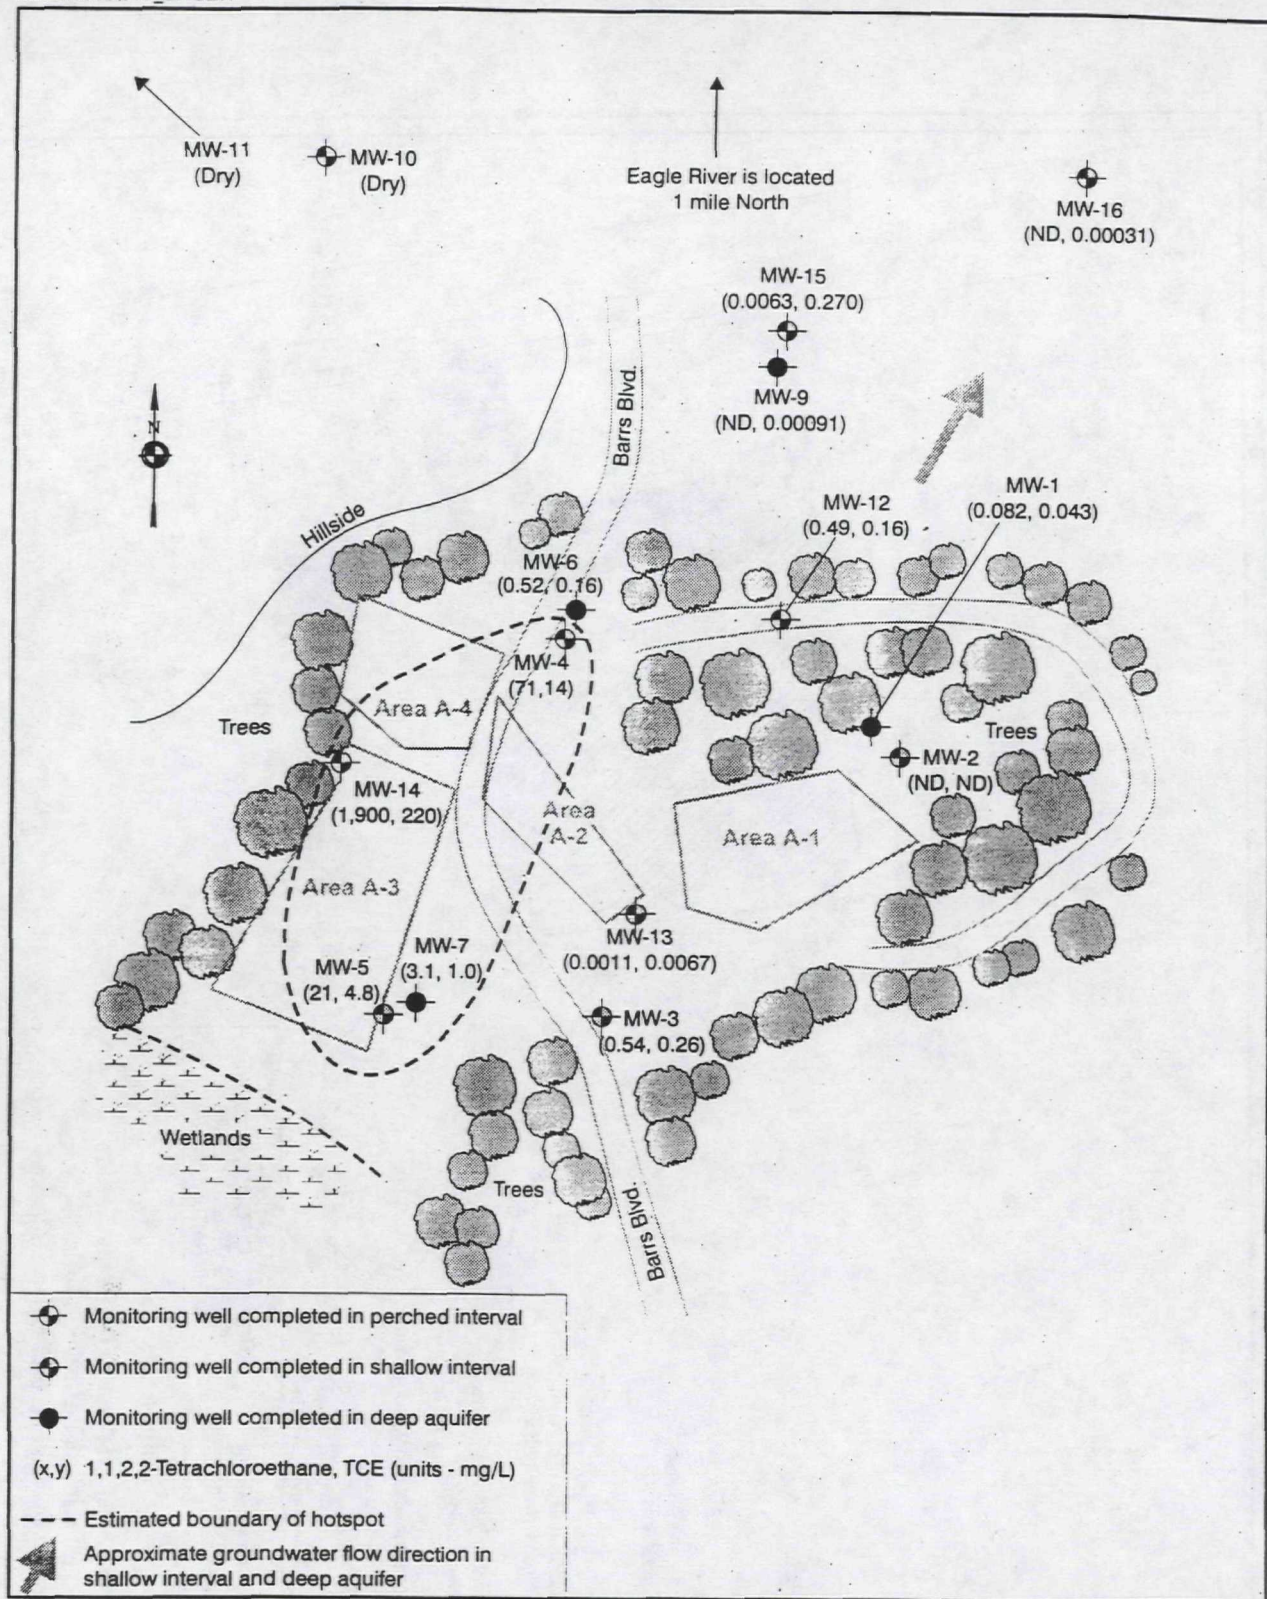 MW-11
(Dry)
MW-10
(Dry)
Eagle River is located
1 mile North
MW-16
(ND, 0.00031)
MW-15
(0.0063, 0.270)
MW-9
(ND, 0.00091)
Barrs Blvd.
N
MW-12
(0.49, 0.16)
MW-1
(0.082, 0.043)
Hillside
MW-6
(0.52, 0.16)
MW-4
(71,14)
Area A-4
Trees
Trees
MW-2
(ND, ND)
MW-14
(1,900, 220)
Area
A-2
Area A-1
Area A-3
MW-13
(0.0011, 0.0067)
MW-7
(3.1, 1.0)
MW-5
(21, 4.8)
MW-3
(0.54, 0.26)
Wetlands
Trees
Barrs Blvd.
Monitoring well completed in perched interval
Monitoring well completed in shallow interval
Monitoring well completed in deep aquifer
(x,y) 1,1,2,2-Tetrachloroethane, TCE (units - mg/L)
Estimated boundary of hotspot
Approximate groundwater flow direction in
shallow interval and deep aquifer